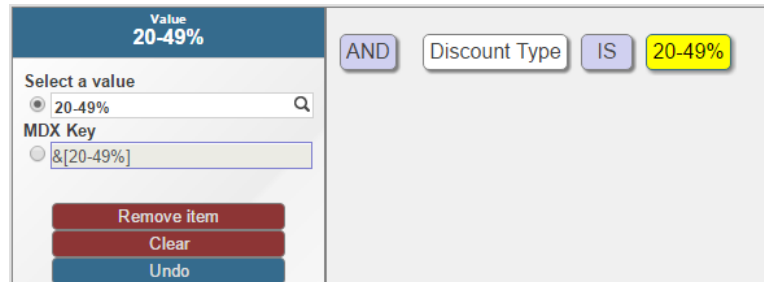 Value
20-49%
Select a value
20-49%
MDX Key
&[20-49%]
Remove item
Clear
Undo
AND Discount Type IS 20-49%